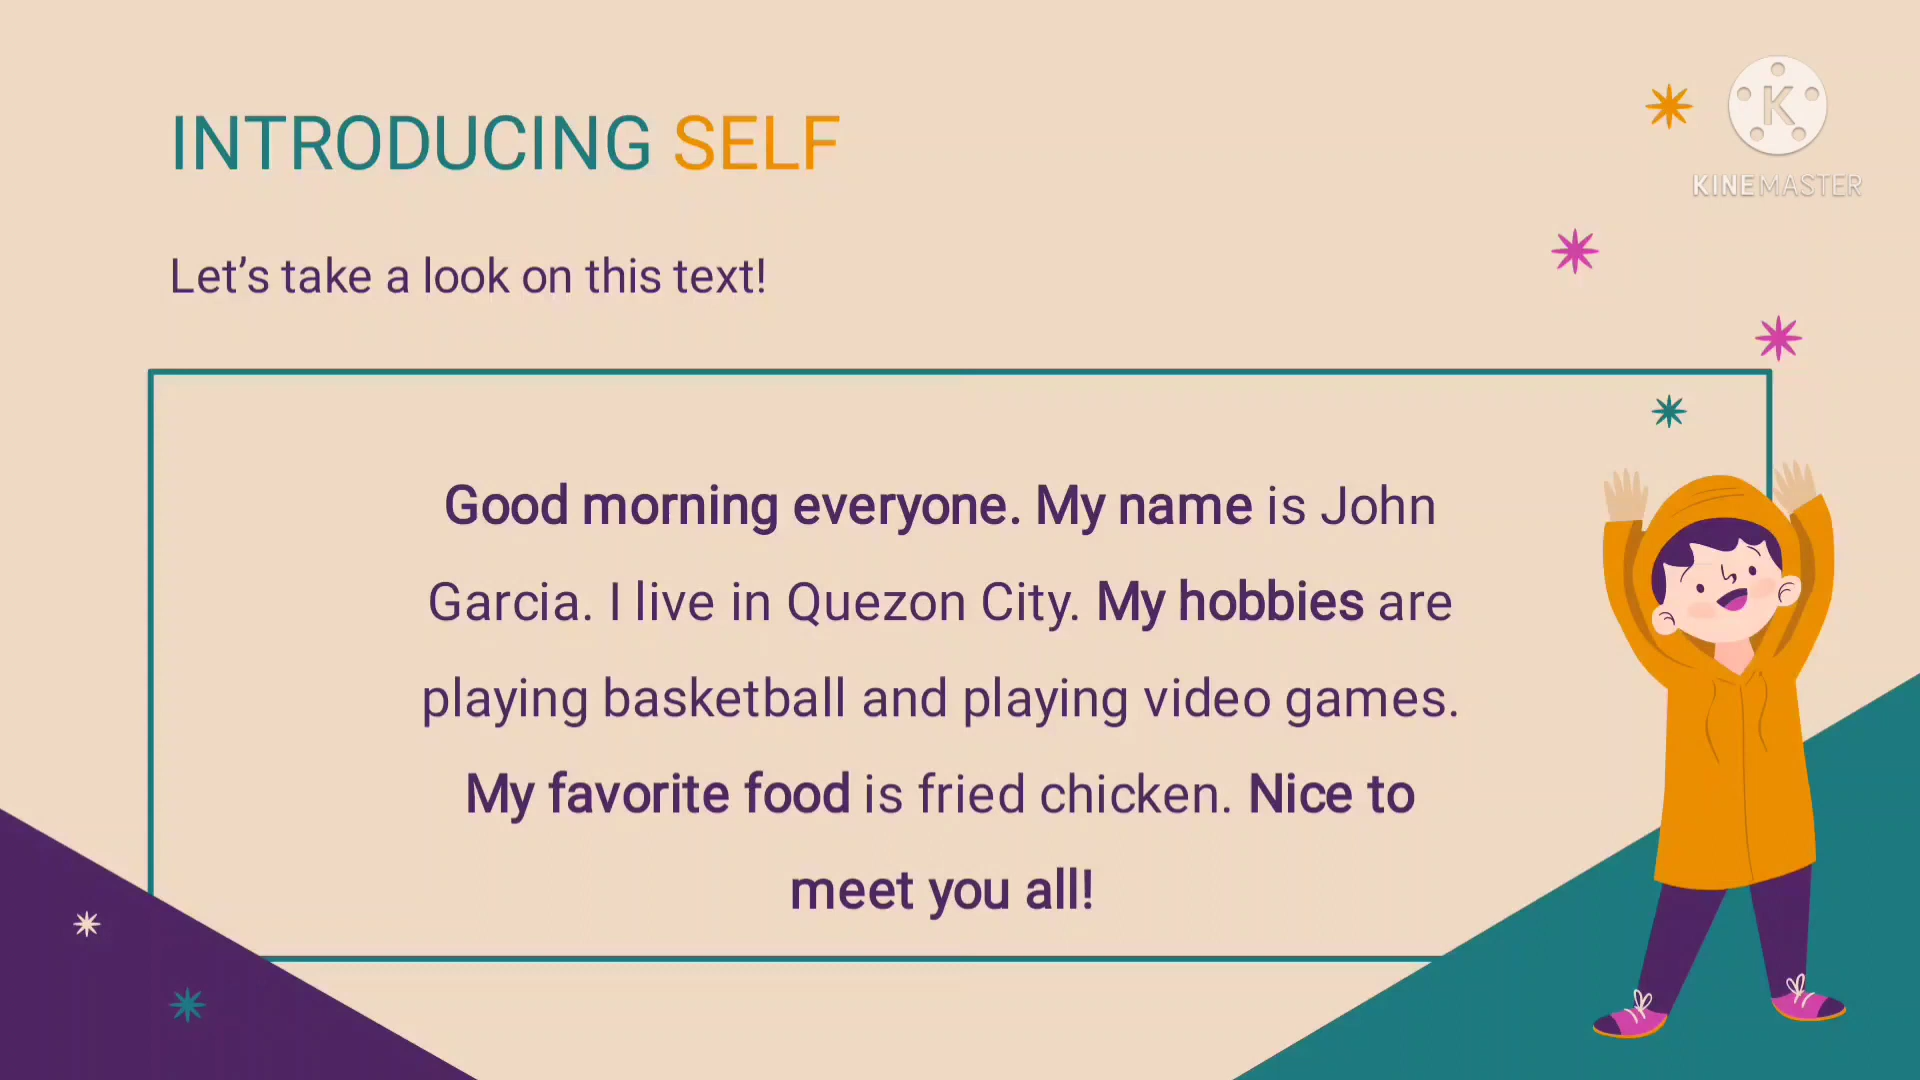 INTRODUCING SELF
K
KINEMASTER
Let’s take a look on this text!
Good morning everyone. My name is John
Garcia. I live in Quezon City. My hobbies are
playing basketball and playing video games.
My favorite food is fried chicken. Nice to
meet you all!